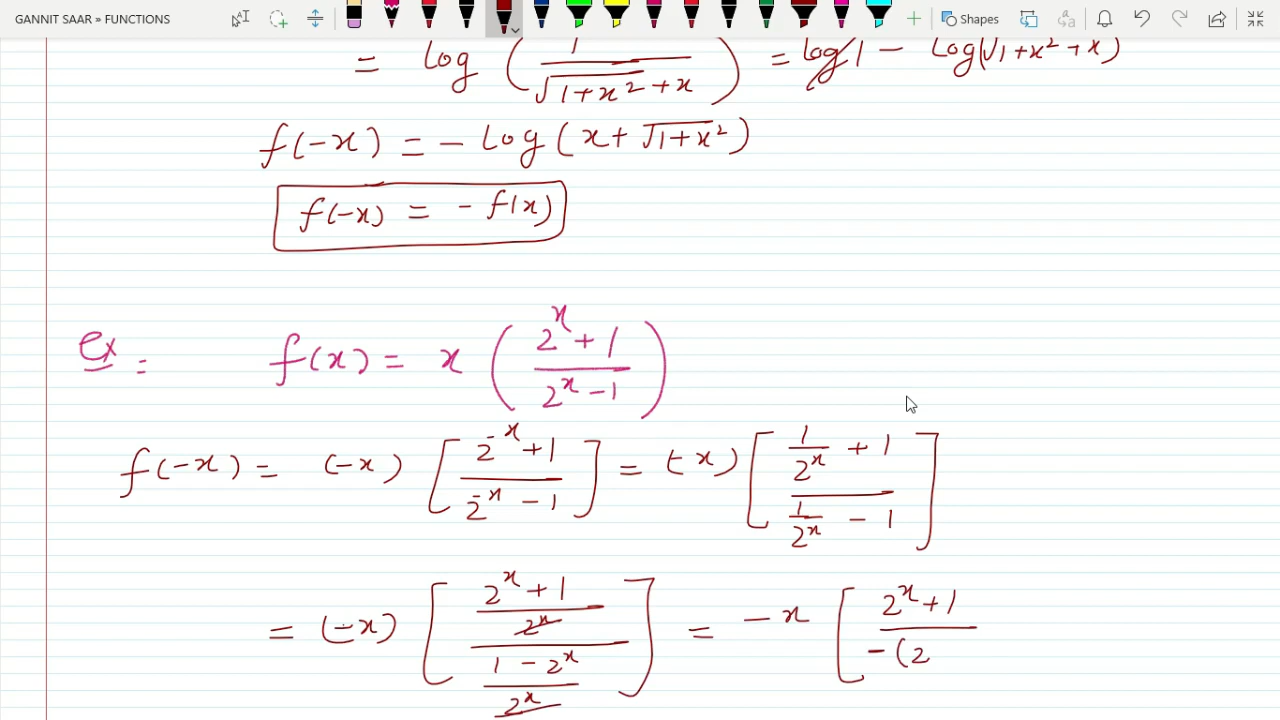 GANNIT SAAR » FUNCTIONS Shapes
= Log (1/(√1+x² + x)) = log 1 - Log(√1+x² + x)
f(-x) = - Log (x + √1+x²)
f(-x) = - f(x)
ex = f(x) = x ((2^x + 1)/(2^x - 1))
f(-x) = (-x) [(2^-x + 1)/(2^-x - 1)] = (-x) [(1/2^x + 1)/(1/2^x - 1)]
= (-x) [((2^x + 1)/2^x)/((1 - 2^x)/2^x)] = -x [(2^x + 1)/(-(2